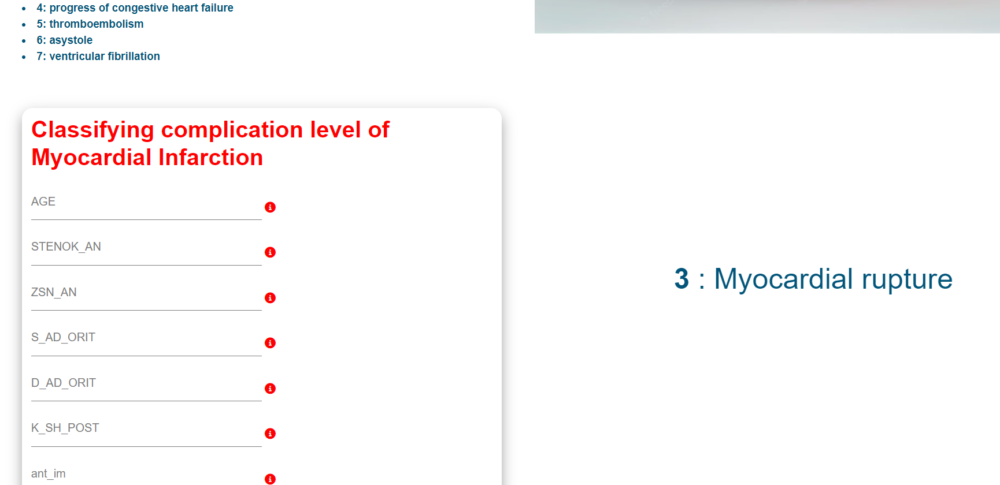 4: progress of congestive heart failure
5: thromboembolism
6: asystole
7: ventricular fibrillation
Classifying complication level of
Myocardial Infarction
AGE
STENOK_AN
ZSN_AN
S_AD_ORIT
D_AD_ORIT
K_SH_POST
ant_im
3 : Myocardial rupture